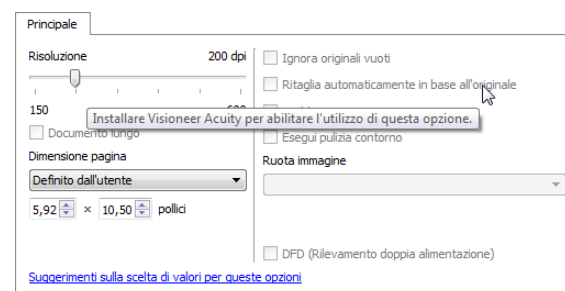 Principale
Risoluzione 200 dpi
Ignora originali vuoti
Ritaglia automaticamente in base all'originale
150
Installare Visioneer Acuity per abilitare l'utilizzo di questa opzione.
Documento lungo
Esegui pulizia contorno
Dimensione pagina
Ruota immagine
Definito dall'utente
5,92 × 10,50 pollici
DFD (Rilevamento doppia alimentazione)
Suggerimenti sulla scelta di valori per queste opzioni